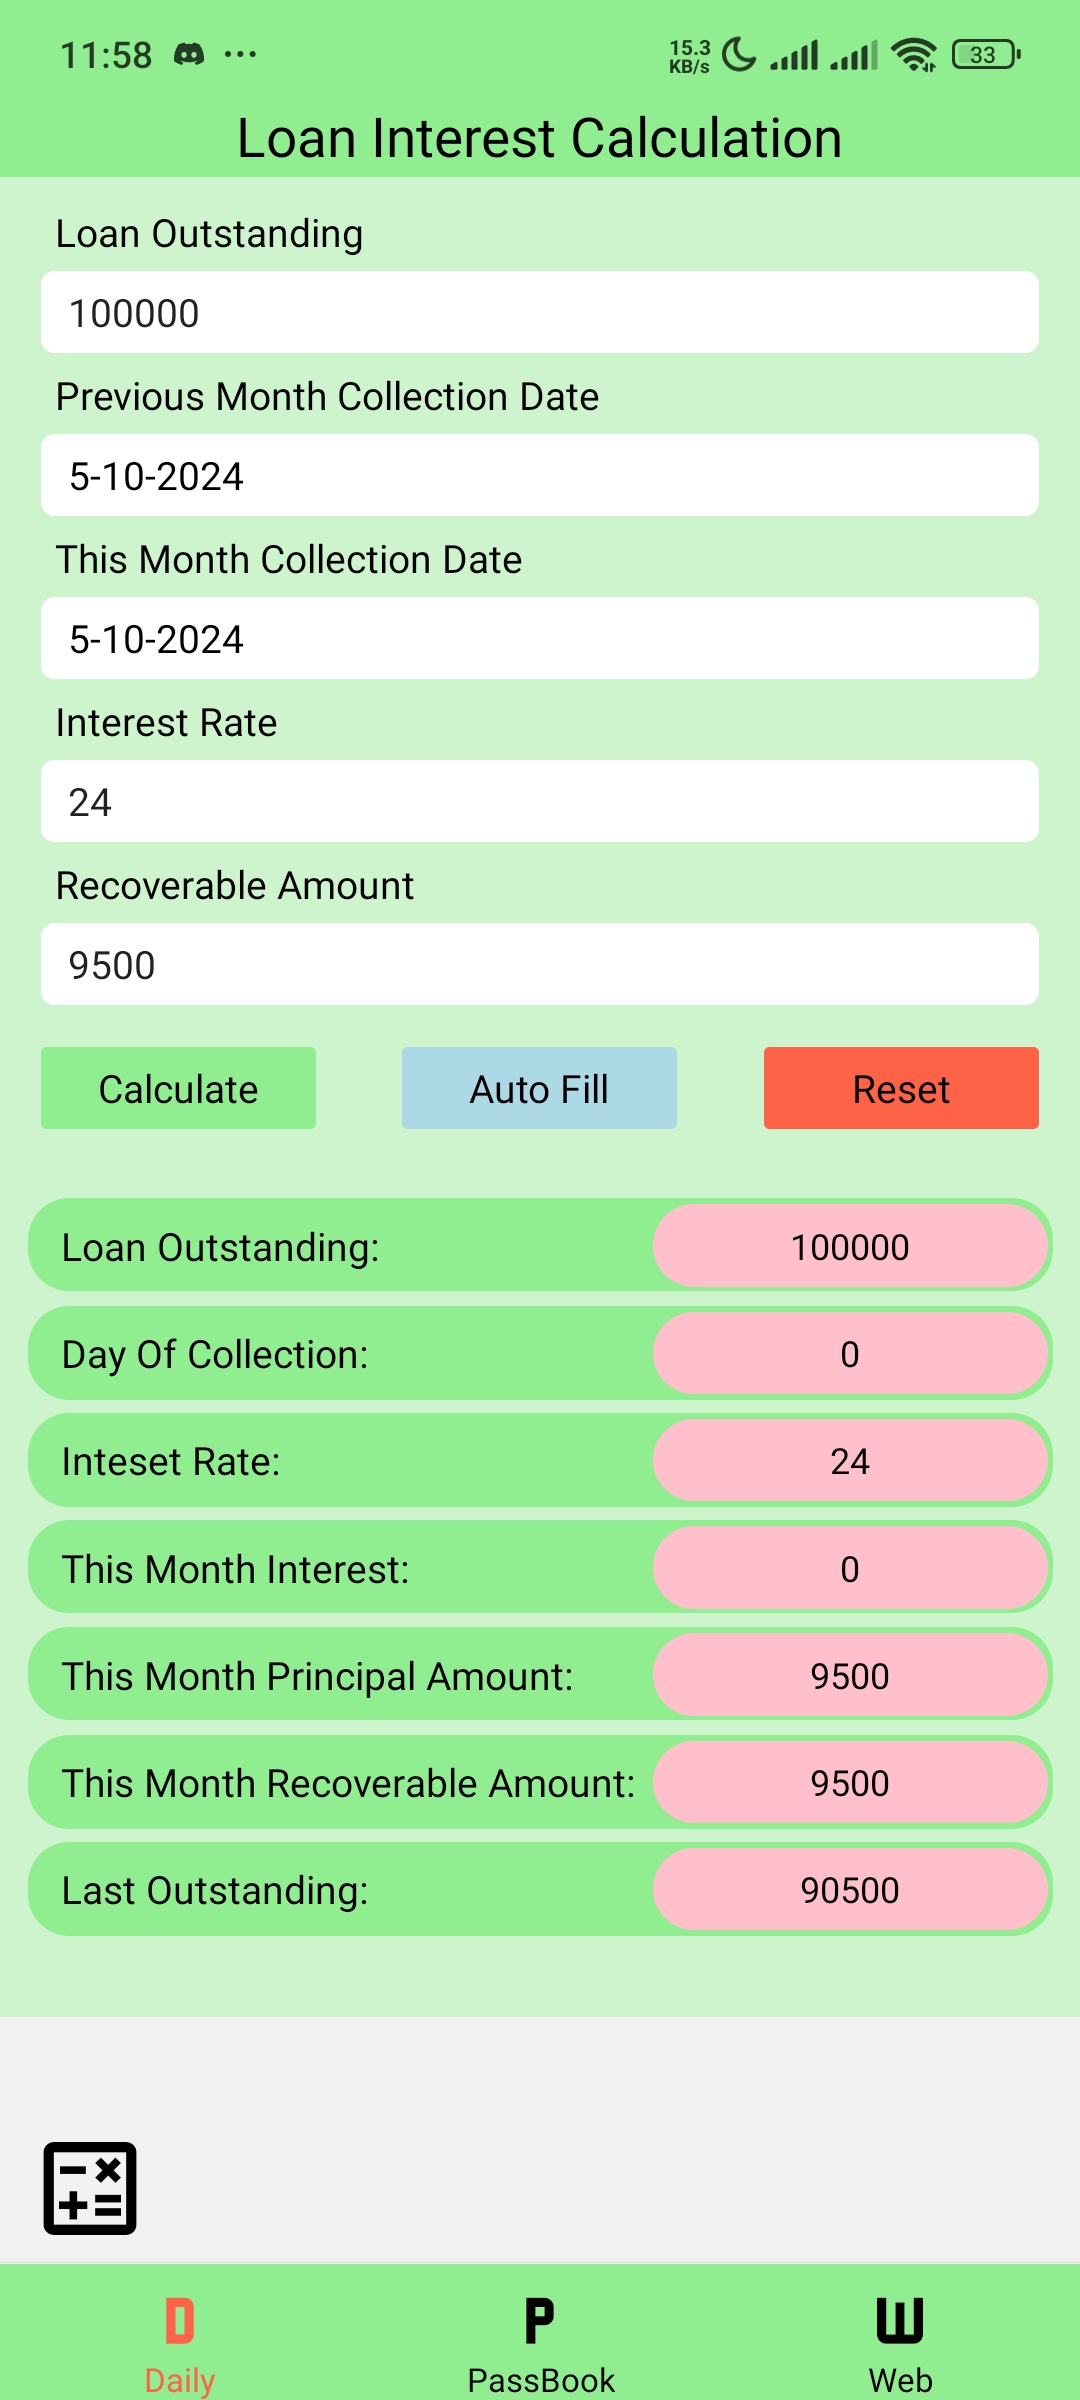 11:58 ... 15.3 KB/s 33
Loan Interest Calculation
Loan Outstanding
100000
Previous Month Collection Date
5-10-2024
This Month Collection Date
5-10-2024
Interest Rate
24
Recoverable Amount
9500
Calculate Auto Fill Reset
Loan Outstanding: 100000
Day Of Collection: 0
Inteset Rate: 24
This Month Interest: 0
This Month Principal Amount: 9500
This Month Recoverable Amount: 9500
Last Outstanding: 90500
D P W
Daily PassBook Web